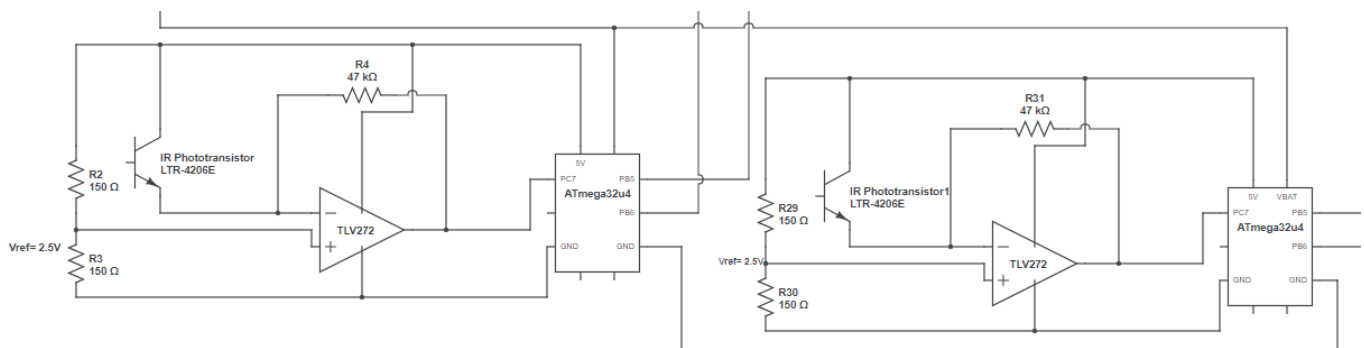 R4
47 kΩ
IR Phototransistor
LTR-4206E
R2
150 Ω
Vref= 2.5V
R3
150 Ω
−
+
TLV272
5V
PC7
PB5
ATmega32u4
PB6
GND
GND
R31
47 kΩ
IR Phototransistor1
LTR-4206E
R29
150 Ω
Vref= 2.5V
R30
150 Ω
−
+
TLV272
5V
VBAT
PC7
PB5
ATmega32u4
PB6
GND
GND